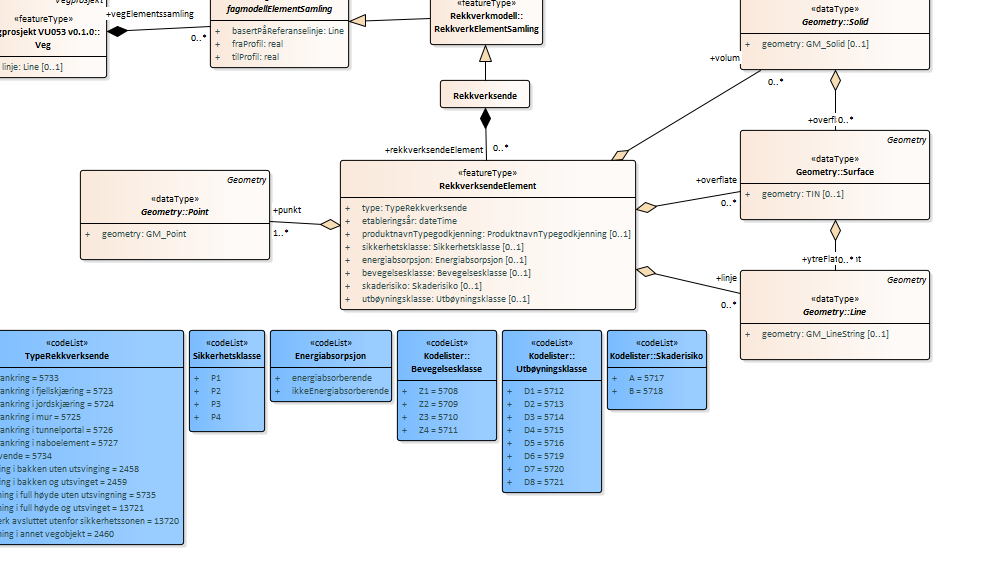 +vegElementssamling
0..*
«featureType»
VU053 v0.1.0::
Veg
linje: Line [0..1]
fagmodellElementSamling
+ basertPåReferanselinje: Line
+ fraProfil: real
+ tilProfil: real
«featureType»
Rekkverkmodell::
RekkverkElementSamling
Rekkverksende
+rekkverksendeElement
0..*
Geometry::Solid
+ geometry: GM_Solid [0..1]
+volum
0..*
+overfl
0..*
Geometry
«dataType»
Geometry::Surface
+ geometry: TIN [0..1]
+overflate
0..*
0..*
Geometry
«dataType»
Geometry::Line
+ geometry: GM_LineString [0..1]
+linje
0..*
Geometry
«dataType»
Geometry::Point
+ geometry: GM_Point
+punkt
1..*
«featureType»
RekkverksendeElement
+ type: TypeRekkverksende
+ etableringsår: dateTime
+ produktnavnTypegodkjenning: ProduktnavnTypegodkjenning [0..1]
+ sikkerhetsklasse: Sikkerhetsklasse [0..1]
+ energiabsorpsjon: Energiabsorpsjon [0..1]
+ bevegelsesklasse: Bevegelsesklasse [0..1]
+ skaderisiko: Skaderisiko [0..1]
+ utbøyningsklasse: Utbøyningsklasse [0..1]
«codeList»
TypeRekkverksende
ankring = 5733
ankring i fjellskjæring = 5723
ankring i jordskjæring = 5724
ankring i mur = 5725
ankring i tunnelportal = 5726
ankring i naboelement = 5727
vende = 5734
ing i bakken uten utsvinging = 2458
ing i bakken og utsvinget = 2459
ning i full høyde uten utsvingning = 5735
ning i full høyde og utsvinget = 13721
erk avsluttet utenfor sikkerhetssonen = 13720
ning i annet vegobjekt = 2460
«codeList»
Sikkerhetsklasse
+ P1
+ P2
+ P3
+ P4
«codeList»
Energiabsorpsjon
+ energiabsorberende
+ ikkeEnergiabsorberende
«codeList»
Kodelister::
Bevegelsesklasse
+ Z1 = 5708
+ Z2 = 5709
+ Z3 = 5710
+ Z4 = 5711
«codeList»
Kodelister::
Utbøyningsklasse
+ D1 = 5712
+ D2 = 5713
+ D3 = 5714
+ D4 = 5715
+ D5 = 5716
+ D6 = 5719
+ D7 = 5720
+ D8 = 5721
«codeList»
Kodelister::Skaderisiko
+ A = 5717
+ B = 5718